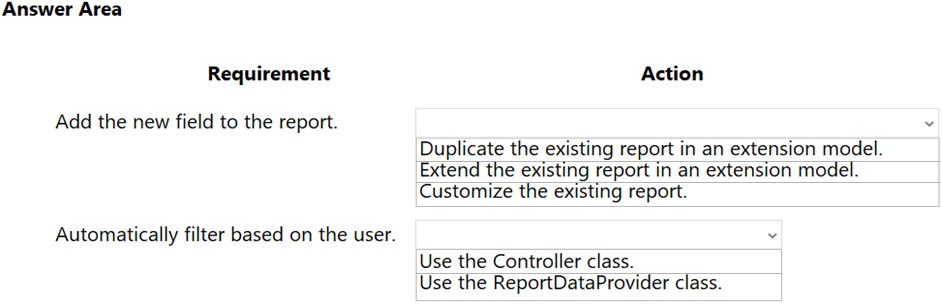 Answer Area
Requirement Action
Add the new field to the report.
Duplicate the existing report in an extension model.
Extend the existing report in an extension model.
Customize the existing report.
Automatically filter based on the user.
Use the Controller class.
Use the ReportDataProvider class.